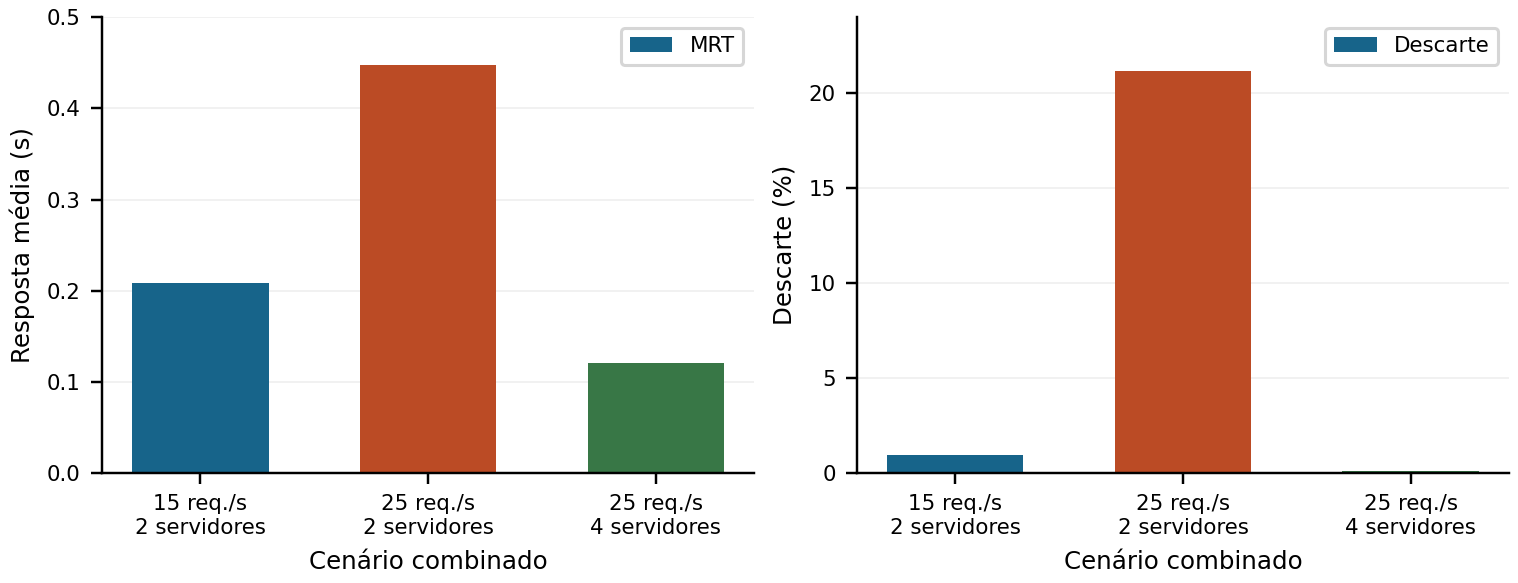 Resposta média (s)
0.5
0.4
0.3
0.2
0.1
0.0
MRT
15 req./s
2 servidores
25 req./s
2 servidores
25 req./s
4 servidores
Cenário combinado
Descarte (%)
20
15
10
5
0
Descarte
15 req./s
2 servidores
25 req./s
2 servidores
25 req./s
4 servidores
Cenário combinado